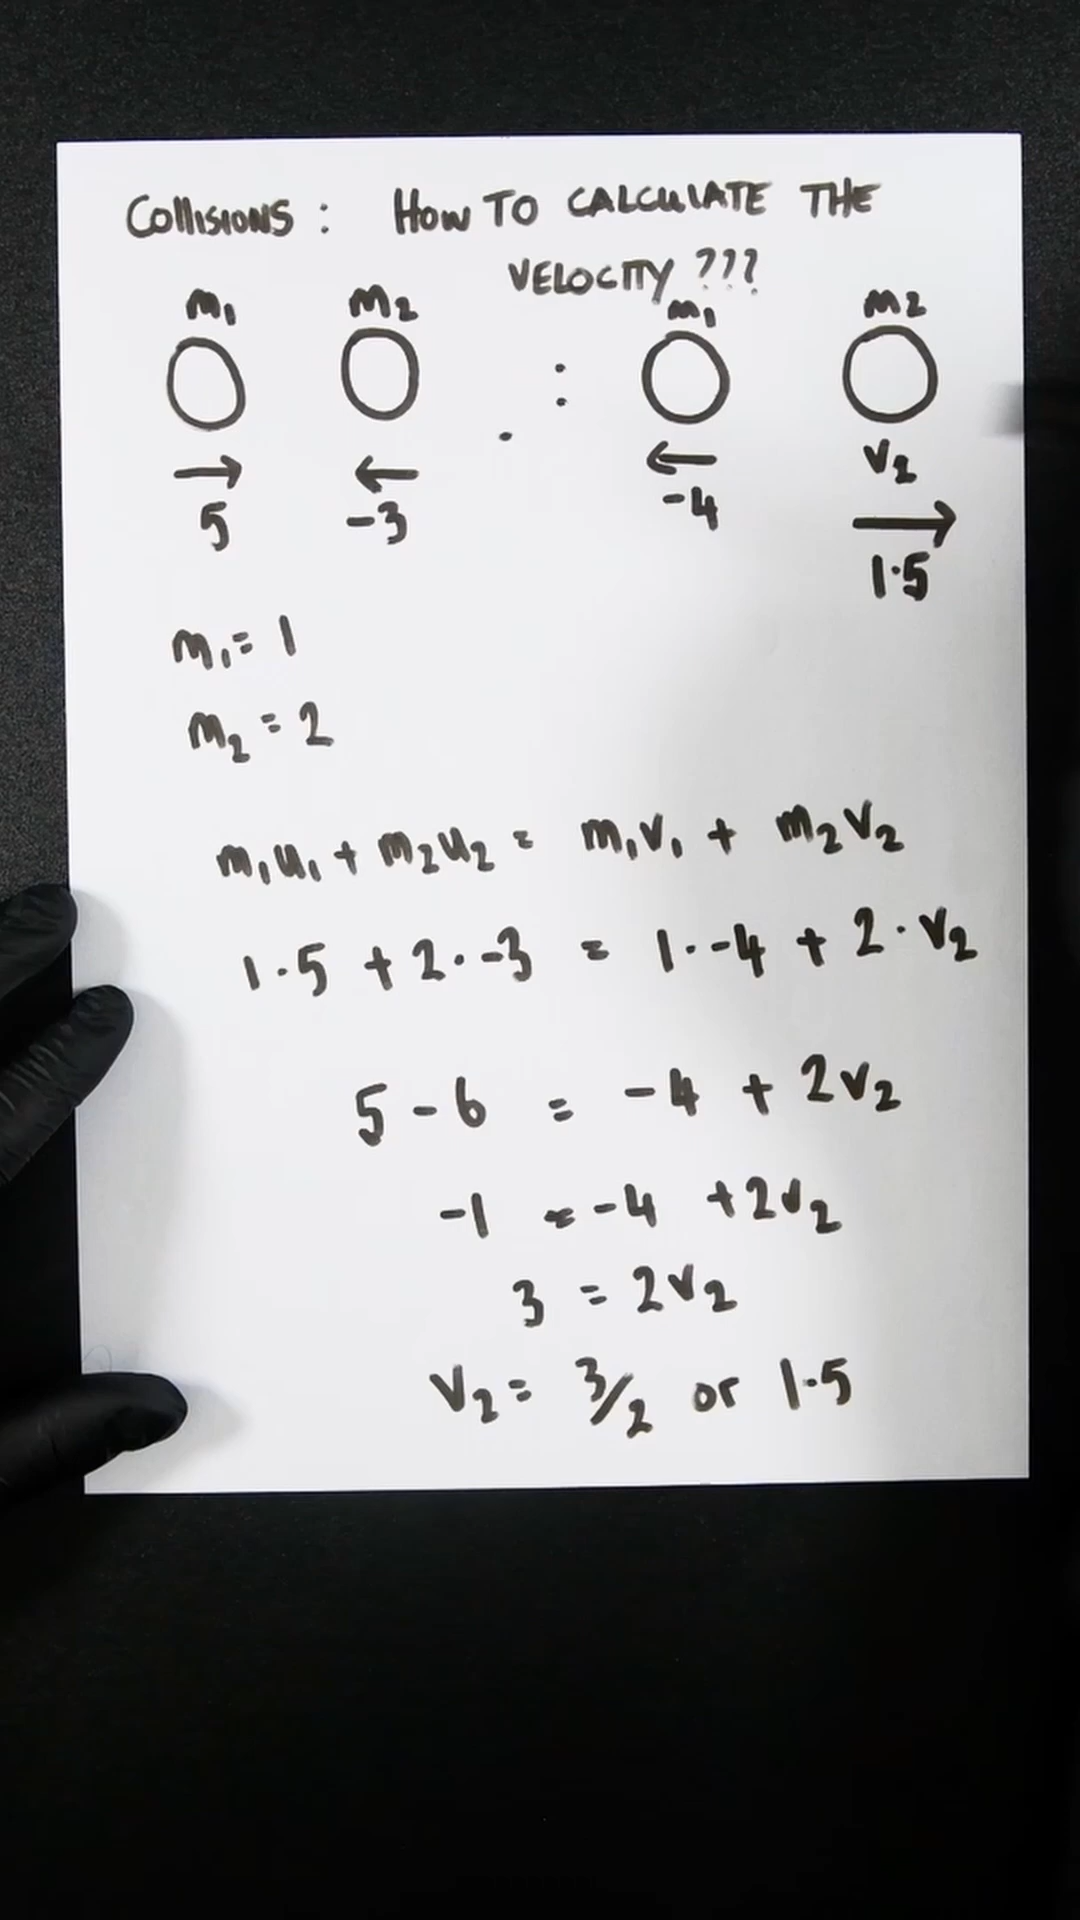 Collisions: How To CALCULATE THE
VELOCITY ???
m₁ m₂ : m₁ m₂
5 -3 -4 v₂
1.5
m₁ = 1
m₂ = 2
m₁u₁ + m₂u₂ = m₁v₁ + m₂v₂
1·5 + 2·-3 = 1·-4 + 2·v₂
5 - 6 = -4 + 2v₂
-1 = -4 +2v₂
3 = 2v₂
v₂ = 3/2 or 1.5